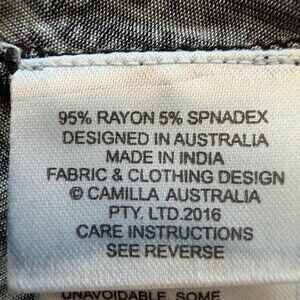 95% RAYON 5% SPNADEX
DESIGNED IN AUSTRALIA
MADE IN INDIA
FABRIC & CLOTHING DESIGN
© CAMILLA AUSTRALIA
PTY. LTD.2016
CARE INSTRUCTIONS
SEE REVERSE
UNAVOIDABLE, SOME